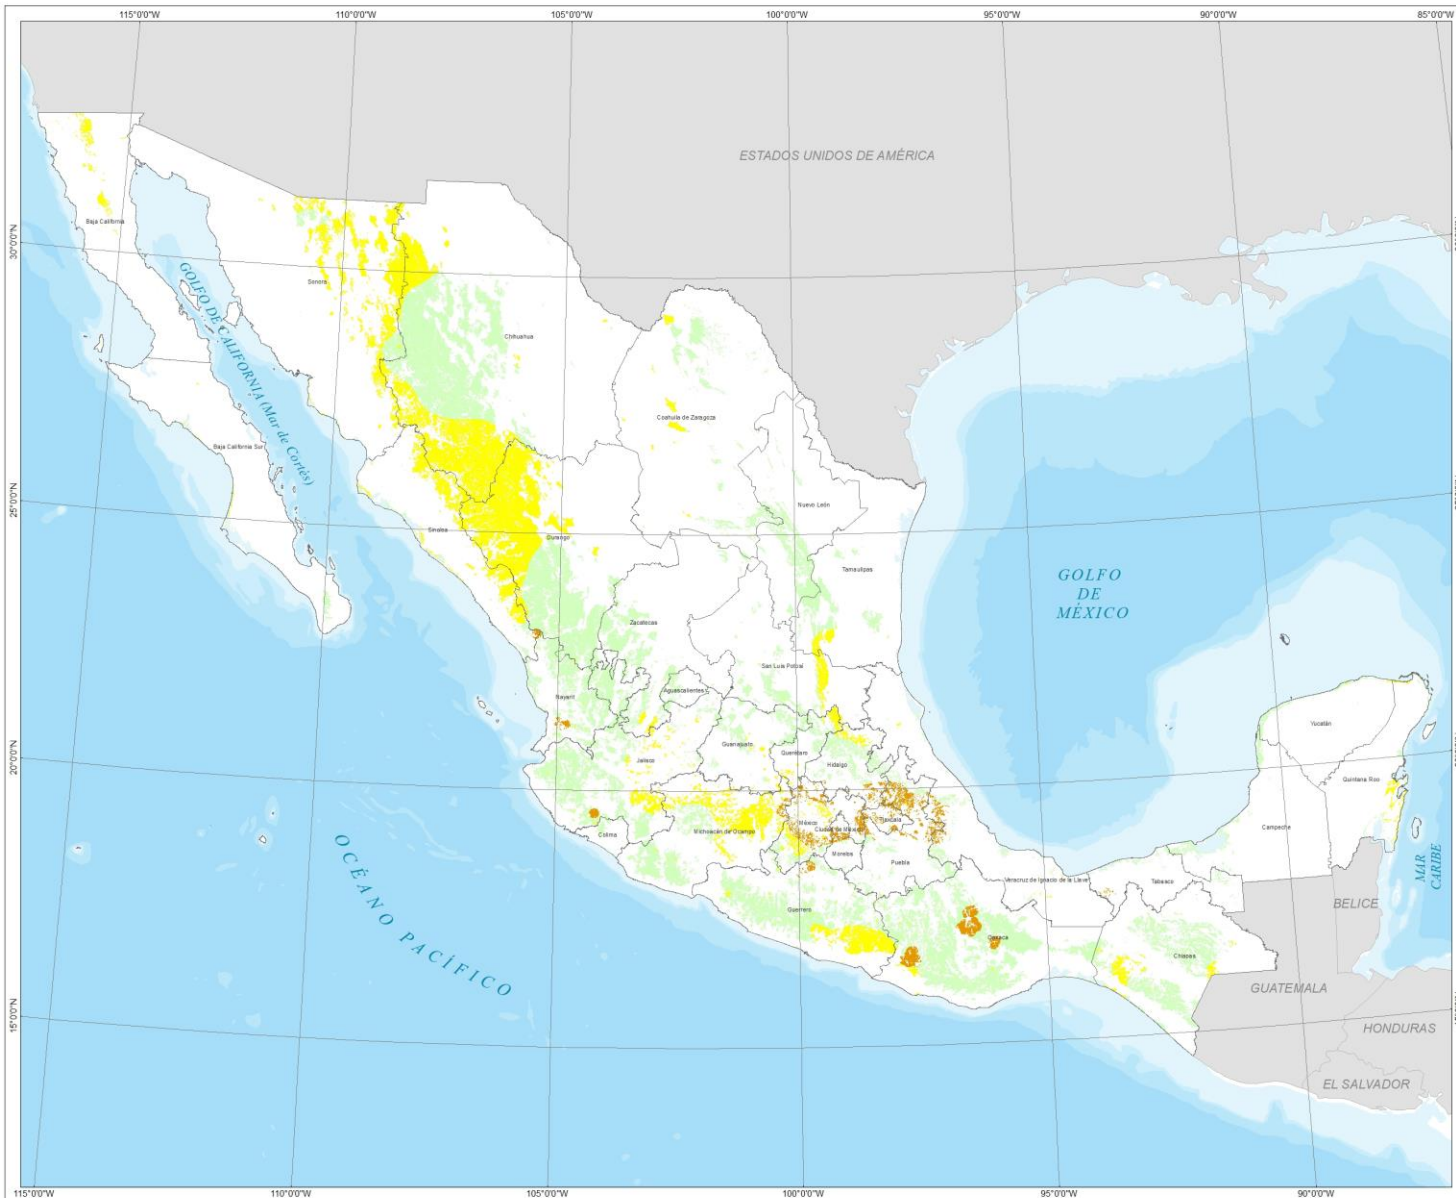 115°0'0"W 110°0'0"W 105°0'0"W 100°0'0"W 95°0'0"W 90°0'0"W 85°0'0"W
ESTADOS UNIDOS DE AMÉRICA
Baja California
30°0'0"N
GOLFO DE CALIFORNIA (Mar de Cortés)
Sonora
Chihuahua
Coahuila de Zaragoza
Baja California Sur
25°0'0"N
Nuevo León
Sinaloa
Durango
Tamaulipas
GOLFO
DE
MÉXICO
Zacatecas
San Luis Potosí
Nayarit
Aguascalientes
Yucatán
Guanajuato
Querétaro
20°0'0"N
Jalisco
Hidalgo
Quintana Roo
México
Tlaxcala
Ciudad de México
Michoacán de Ocampo
Colima
Campeche
Morelos
Puebla
MAR
CARIBE
Veracruz de Ignacio de la Llave
Tabasco
OCÉANO PACÍFICO
BELICE
Guerrero
Oaxaca
Chiapas
GUATEMALA
15°0'0"N
HONDURAS
EL SALVADOR
115°0'0"W 110°0'0"W 105°0'0"W 100°0'0"W 95°0'0"W 90°0'0"W